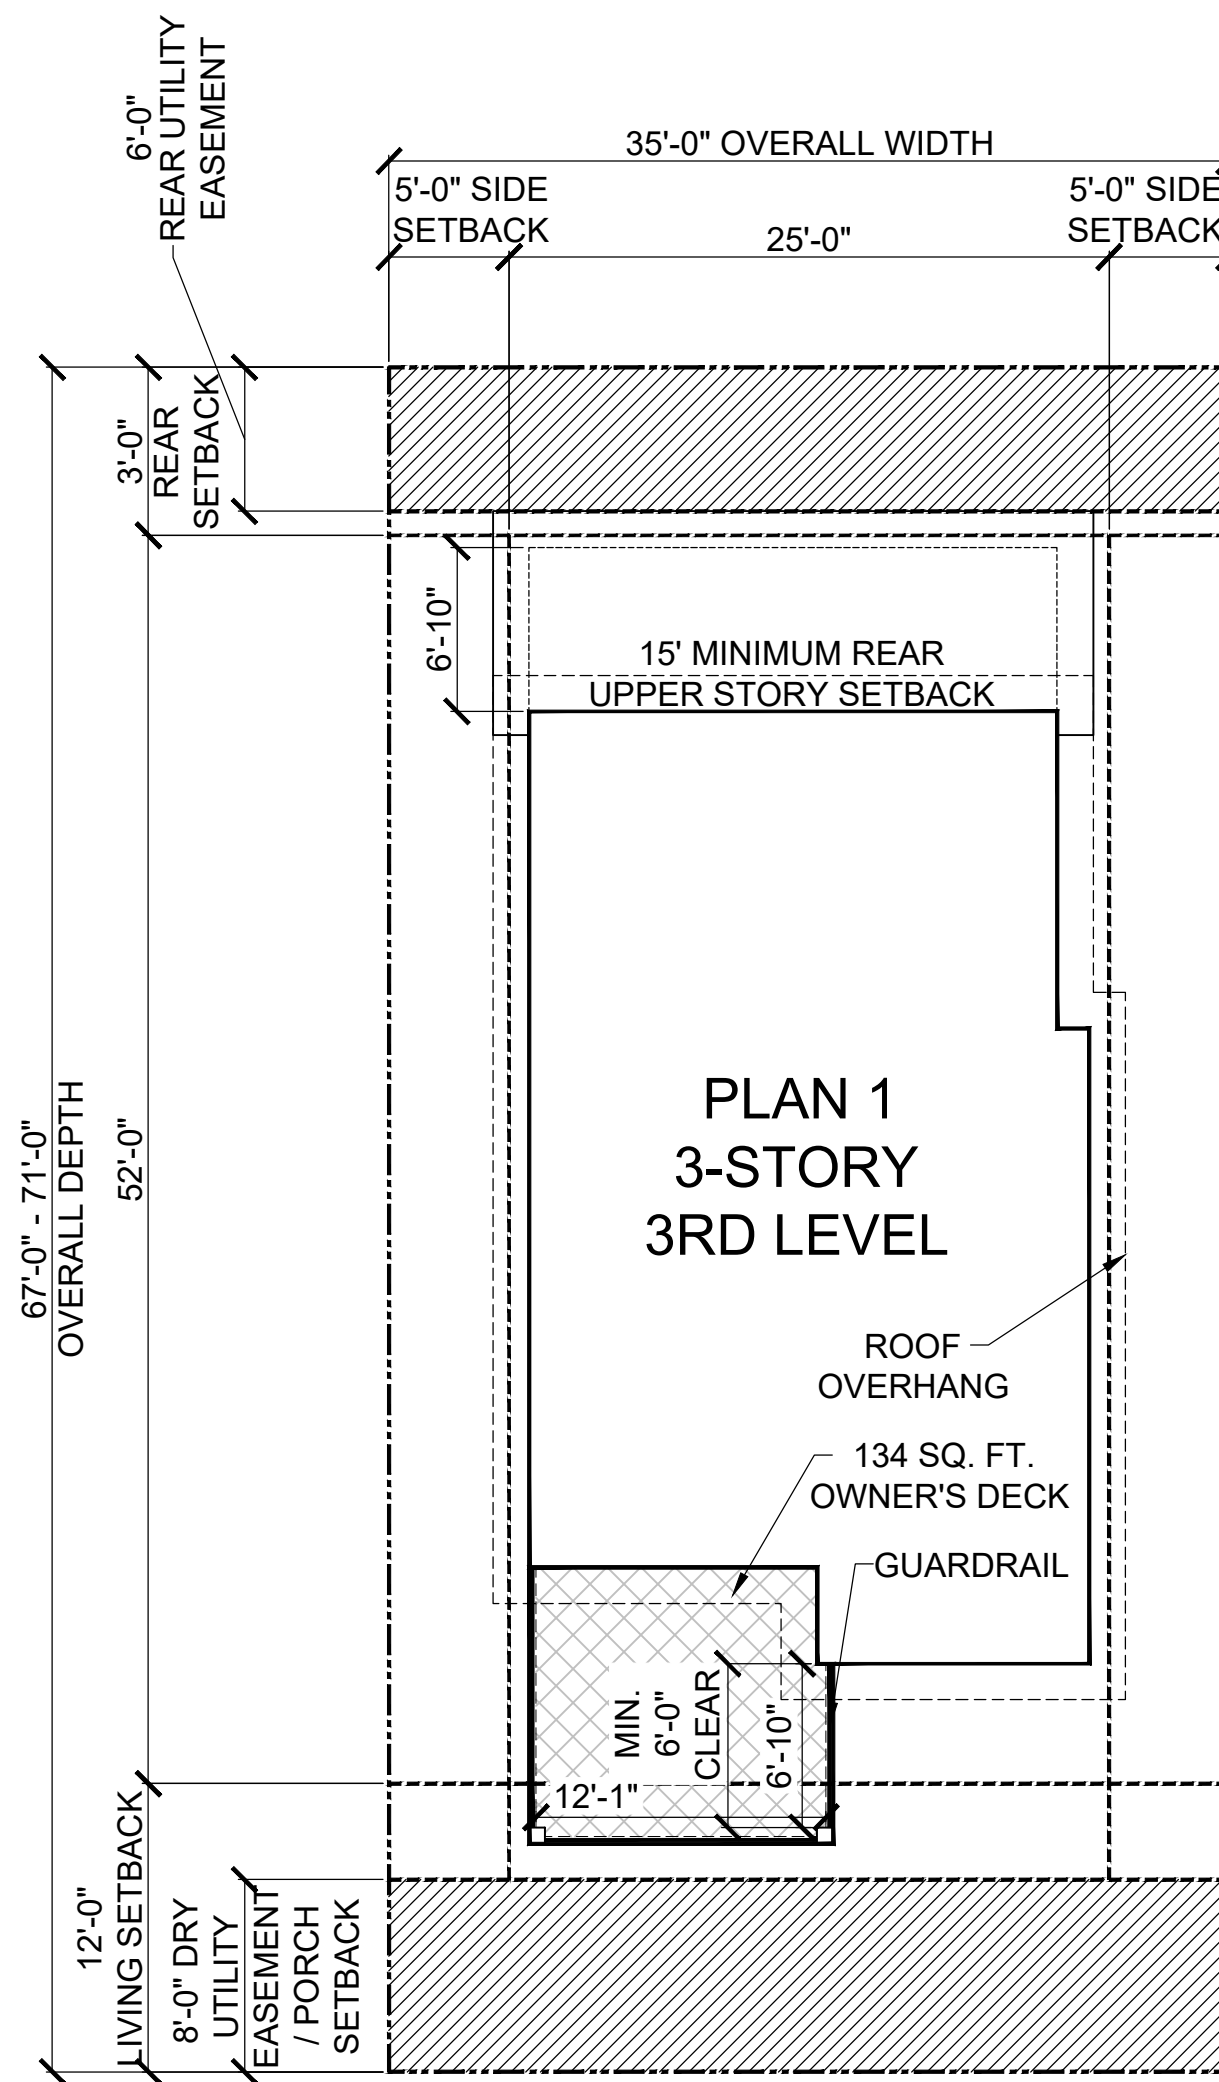 6'-0"
REAR UTILITY
EASEMENT
35'-0" OVERALL WIDTH
5'-0" SIDE
SETBACK
25'-0"
5'-0" SIDE
SETBACK
3'-0"
REAR
SETBACK
6'-10"
15' MINIMUM REAR
UPPER STORY SETBACK
67'-0" - 71'-0"
OVERALL DEPTH
52'-0"
PLAN 1
3-STORY
3RD LEVEL
ROOF
OVERHANG
134 SQ. FT.
OWNER'S DECK
GUARDRAIL
MIN.
6'-0"
CLEAR
6'-10"
12'-1"
12'-0"
LIVING SETBACK
8'-0" DRY
UTILITY
EASEMENT
/ PORCH
SETBACK